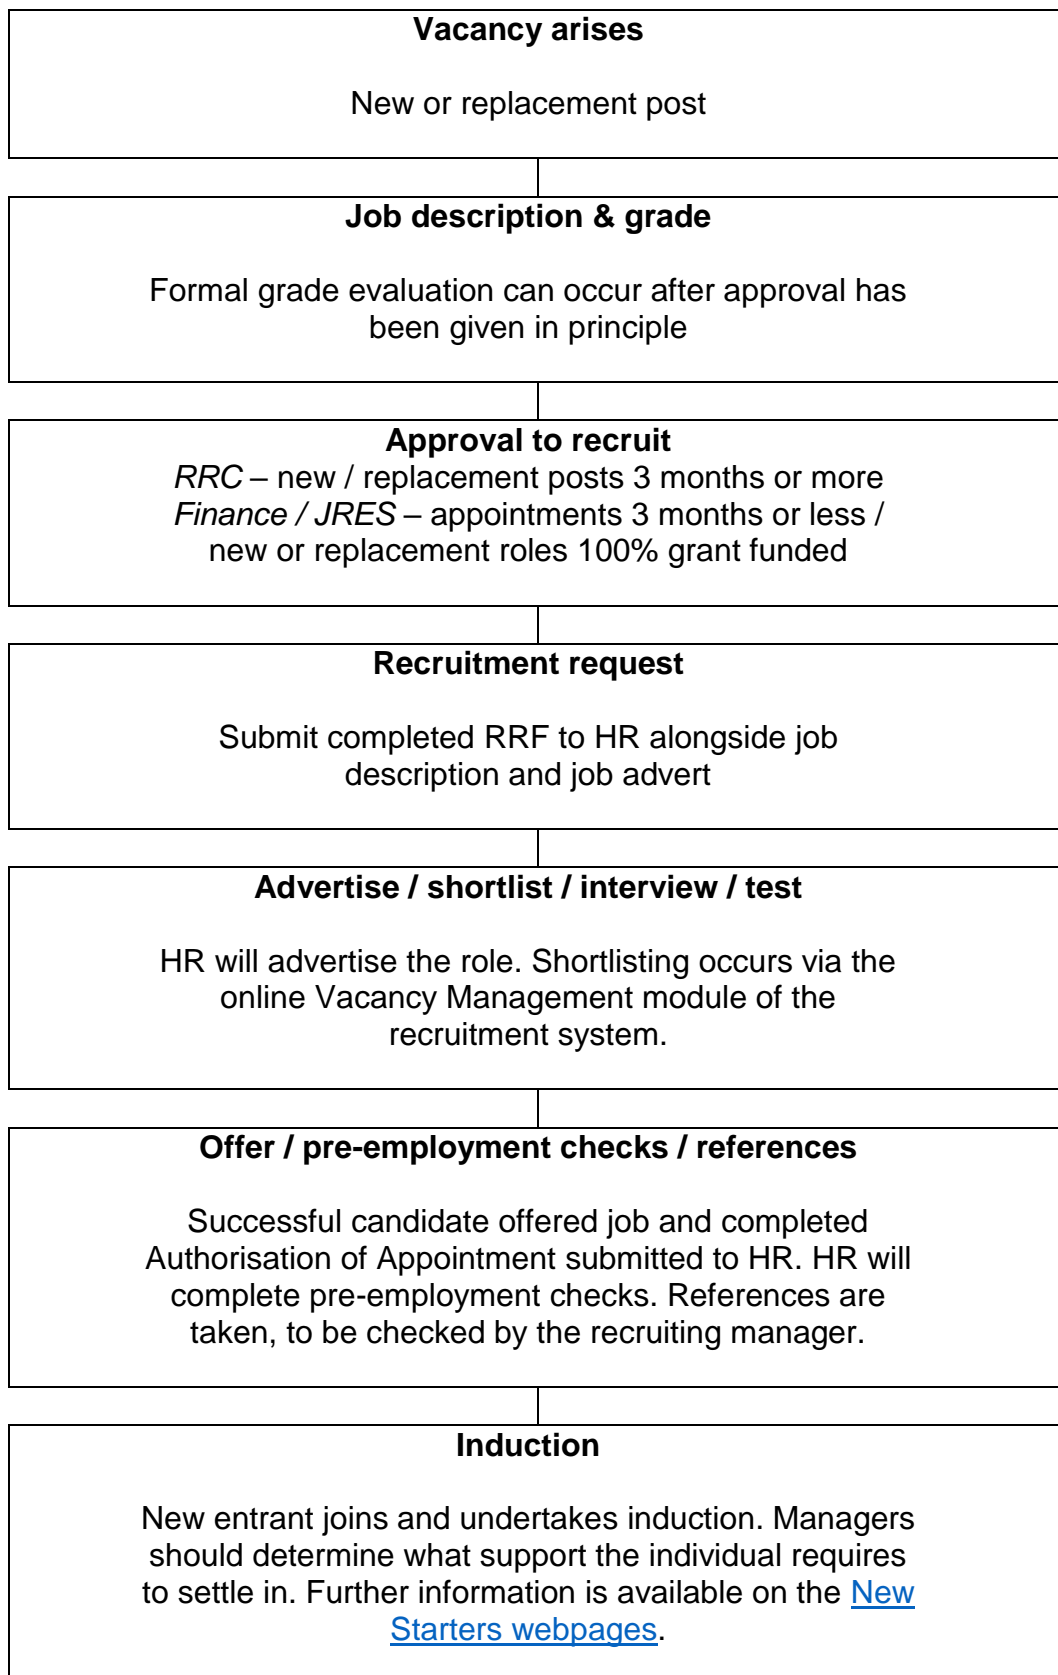 Vacancy arises
New or replacement post
Job description & grade
Formal grade evaluation can occur after approval has
been given in principle
Approval to recruit
RRC – new / replacement posts 3 months or more
Finance / JRES – appointments 3 months or less /
new or replacement roles 100% grant funded
Recruitment request
Submit completed RRF to HR alongside job
description and job advert
Advertise / shortlist / interview / test
HR will advertise the role. Shortlisting occurs via the
online Vacancy Management module of the
recruitment system.
Offer / pre-employment checks / references
Successful candidate offered job and completed
Authorisation of Appointment submitted to HR. HR will
complete pre-employment checks. References are
taken, to be checked by the recruiting manager.
Induction
New entrant joins and undertakes induction. Managers
should determine what support the individual requires
to settle in. Further information is available on the New
Starters webpages.